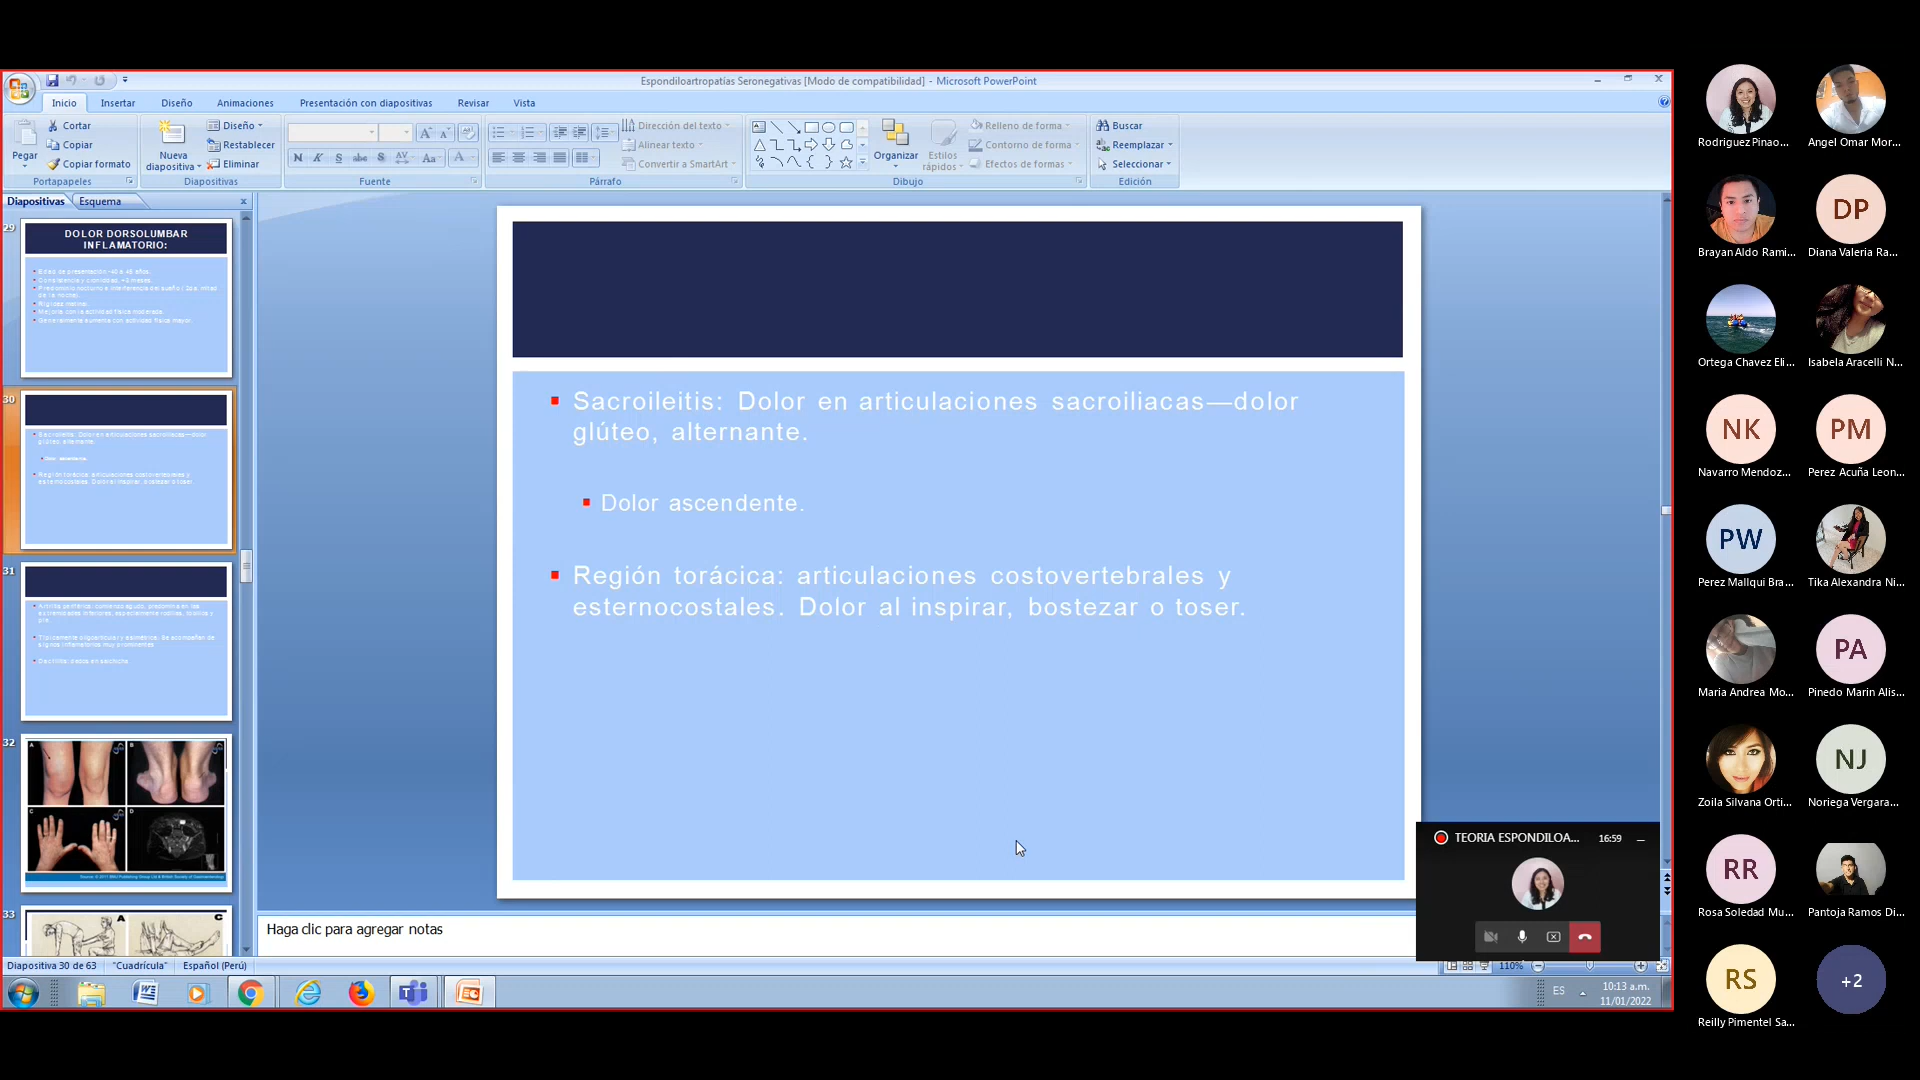 Espondiloartropatías Seronegativas [Modo de compatibilidad] - Microsoft PowerPoint
Inicio Insertar Diseño Animaciones Presentación con diapositivas Revisar Vista
Pegar
Cortar
Copiar
Copiar formato
Portapapeles
Nueva diapositiva
Diseño
Restablecer
Eliminar
Diapositivas
Fuente
Dirección del texto
Alinear texto
Convertir a SmartArt
Párrafo
Organizar
Estilos rápidos
Relleno de forma
Contorno de forma
Efectos de formas
Dibujo
Buscar
Reemplazar
Seleccionar
Edición
Diapositivas Esquema
29
DOLOR DORSOLUMBAR
INFLAMATORIO:
30
31
32
33
A C
Sacroileitis: Dolor en articulaciones sacroiliacas—dolor
glúteo, alternante.
Dolor ascendente.
Región torácica: articulaciones costovertebrales y
esternocostales. Dolor al inspirar, bostezar o toser.
Haga clic para agregar notas
TEORIA ESPONDILOA... 16:59
Diapositiva 30 de 63 "Cuadrícula" Español (Perú) 110%
ES 10:13 a.m.
11/01/2022
Rodriguez Pinao... Angel Omar Mor...
DP
Brayan Aldo Rami... Diana Valeria Ra...
Ortega Chavez Eli... Isabela Aracelli N...
NK PM
Navarro Mendoz... Perez Acuña Leon...
PW
Perez Mallqui Bra... Tika Alexandra Ni...
PA
Maria Andrea Mo... Pinedo Marin Alis...
NJ
Zoila Silvana Orti... Noriega Vergara...
RR
Rosa Soledad Mu... Pantoja Ramos Di...
RS +2
Reilly Pimentel Sa...